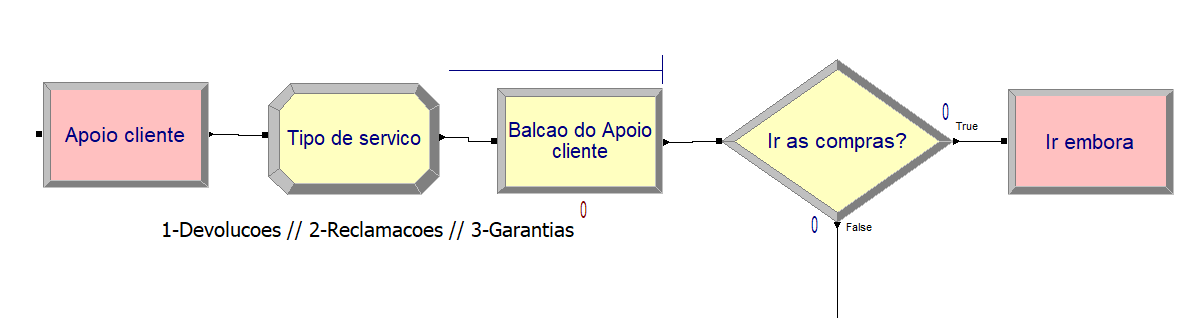 Apoio cliente
Tipo de servico
Balcao do Apoio
cliente
0
Ir as compras?
0
True
0
False
Ir embora
1-Devolucoes // 2-Reclamacoes // 3-Garantias